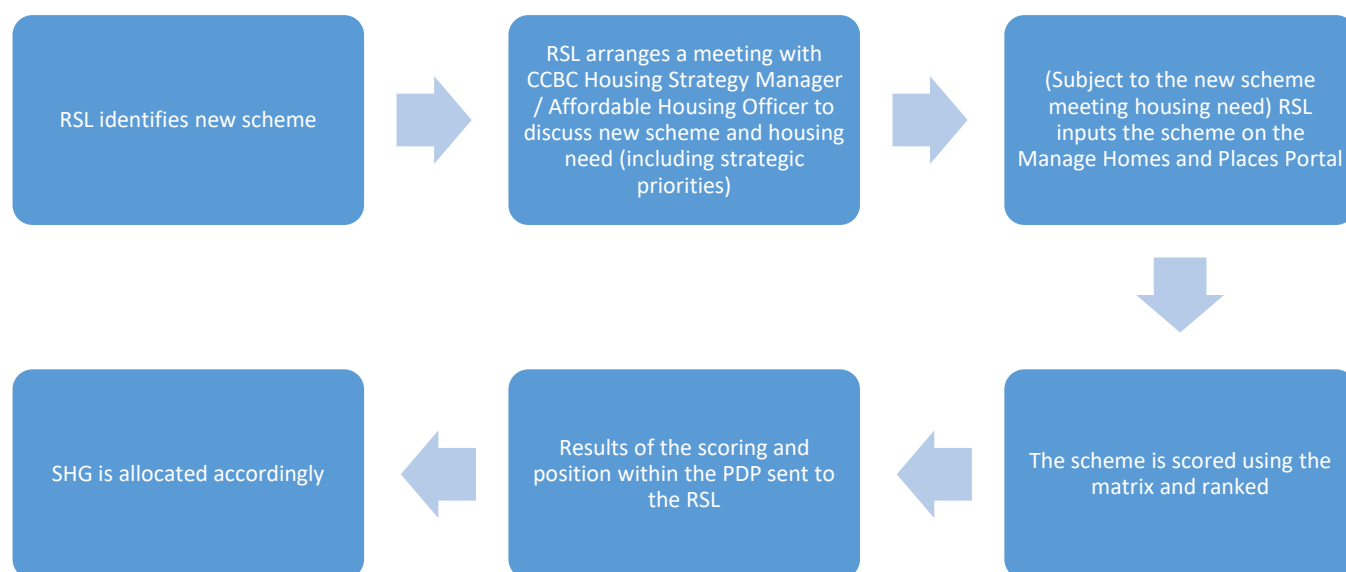 RSL identifies new scheme
RSL arranges a meeting with
CCBC Housing Strategy Manager
/ Affordable Housing Officer to
discuss new scheme and housing
need (including strategic
priorities)
(Subject to the new scheme
meeting housing need) RSL
inputs the scheme on the
Manage Homes and Places Portal
The scheme is scored using the
matrix and ranked
Results of the scoring and
position within the PDP sent to
the RSL
SHG is allocated accordingly